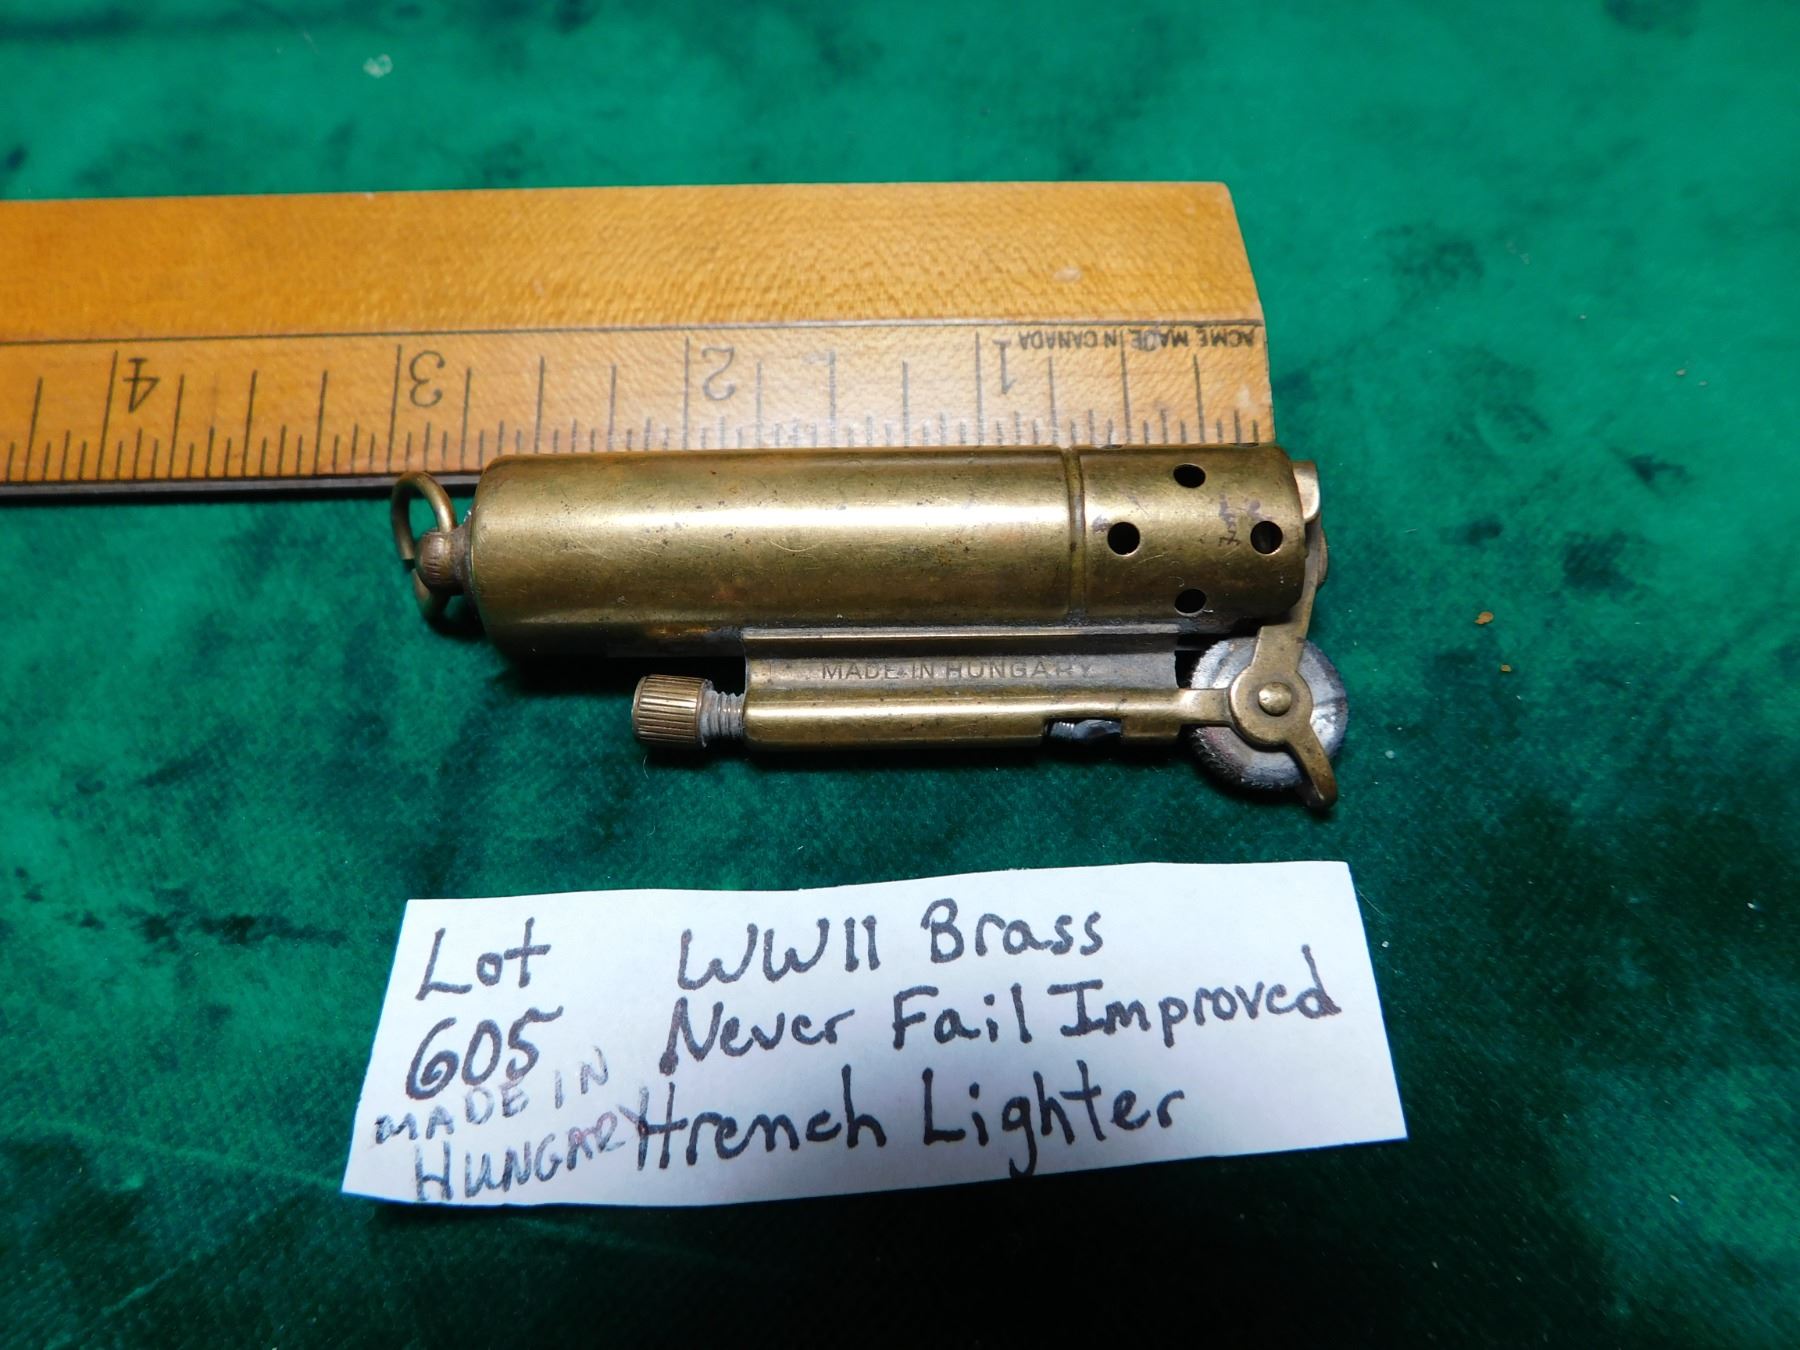 ACME MADE IN CANADA
4 3 2 1
MADE IN HUNGARY
Lot
605
MADE IN
HUNGARY
WWII Brass
Never Fail Improved
Trench Lighter